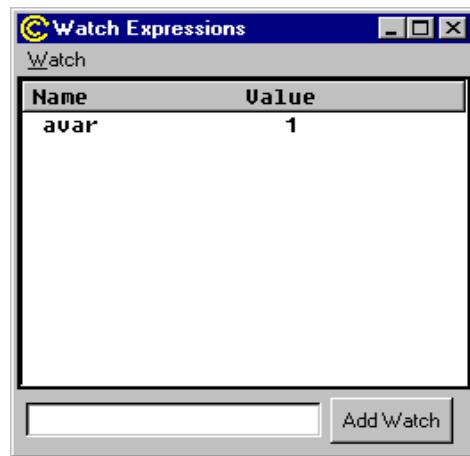 Watch Expressions
Watch
Name Value
avar 1
Add Watch